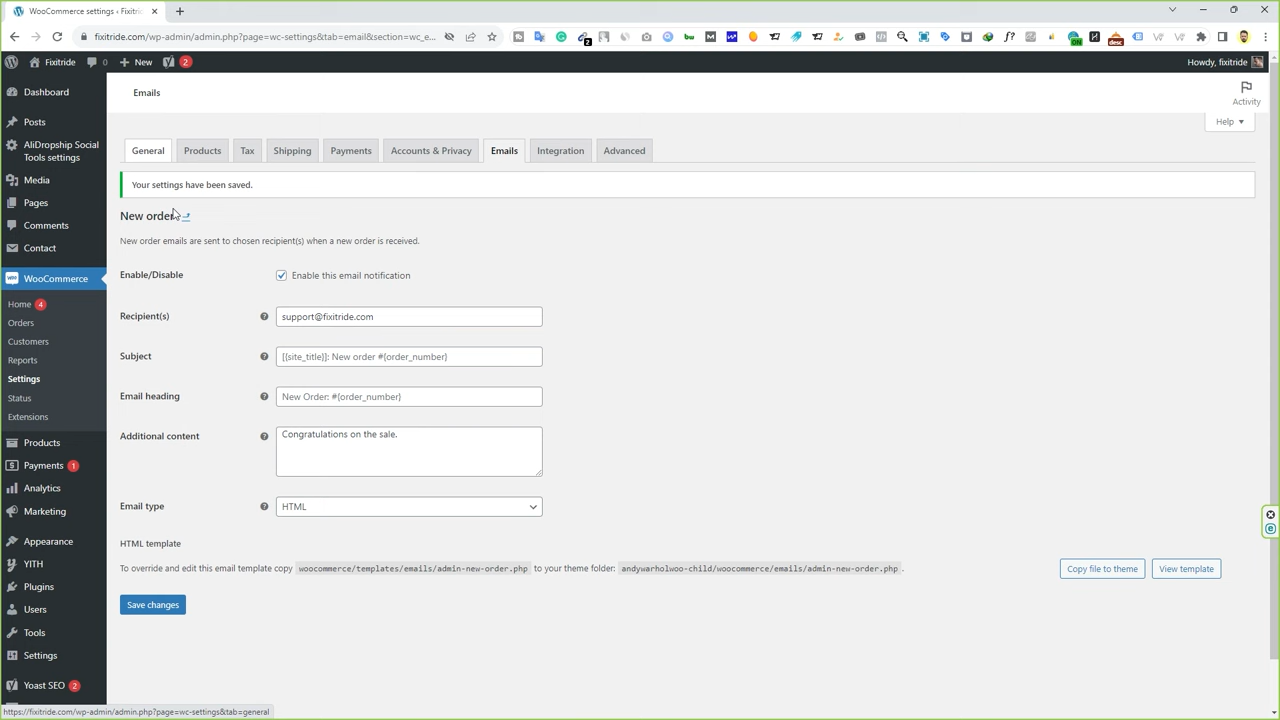 WooCommerce settings ‹ Fixitrid
fixitride.com/wp-admin/admin.php?page=wc-settings&tab=email&section=wc_e...
2
f?
ON
desc
Fixitride
0
New
2
Howdy, fixitride
Emails
Activity
Help
Dashboard
Posts
AliDropship Social
Tools settings
Media
Pages
Comments
Contact
WooCommerce
Home 4
Orders
Customers
Reports
Settings
Status
Extensions
Products
Payments 1
Analytics
Marketing
Appearance
YITH
Plugins
Users
Tools
Settings
Yoast SEO 2
General
Products
Tax
Shipping
Payments
Accounts & Privacy
Emails
Integration
Advanced
Your settings have been saved.
New order
New order emails are sent to chosen recipient(s) when a new order is received.
Enable/Disable
Enable this email notification
Recipient(s)
support@fixitride.com
Subject
[{site_title}]: New order #{order_number}
Email heading
New Order: #{order_number}
Additional content
Congratulations on the sale.
Email type
HTML
HTML template
To override and edit this email template copy woocommerce/templates/emails/admin-new-order.php to your theme folder: andywarholwoo-child/woocommerce/emails/admin-new-order.php .
Copy file to theme
View template
Save changes
https://fixitride.com/wp-admin/admin.php?page=wc-settings&tab=general